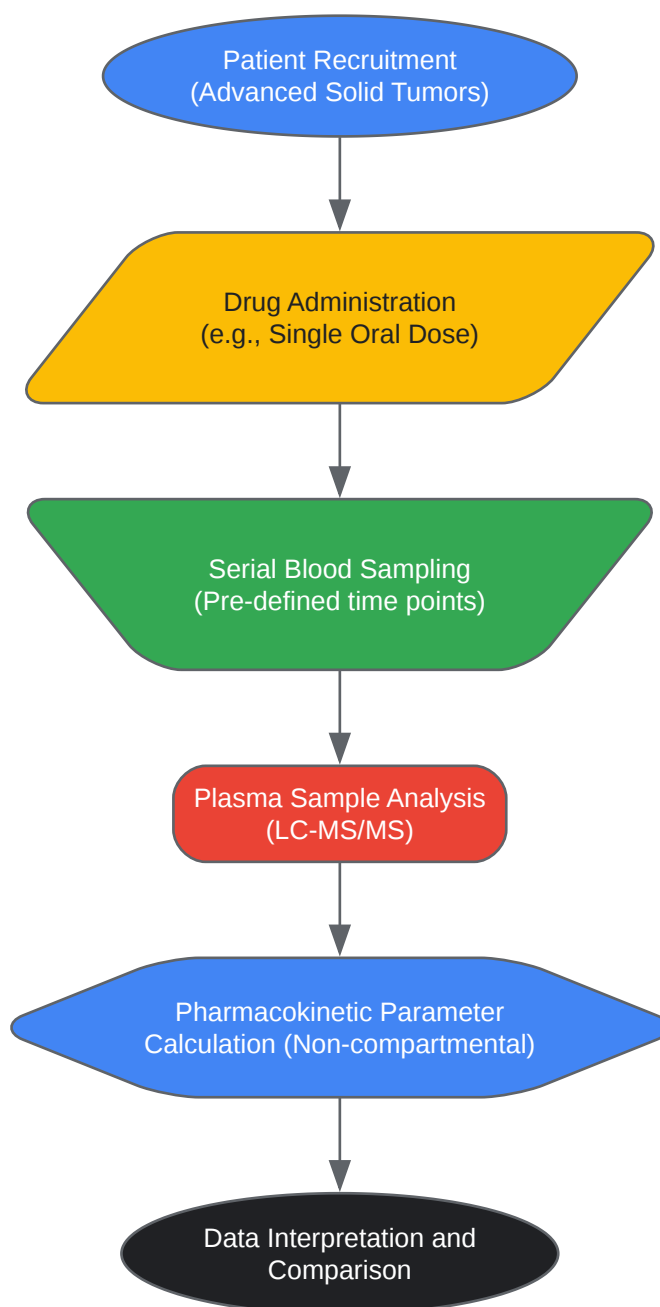 Patient Recruitment
(Advanced Solid Tumors)
Drug Administration
(e.g., Single Oral Dose)
Serial Blood Sampling
(Pre-defined time points)
Plasma Sample Analysis
(LC-MS/MS)
Pharmacokinetic Parameter
Calculation (Non-compartmental)
Data Interpretation and
Comparison